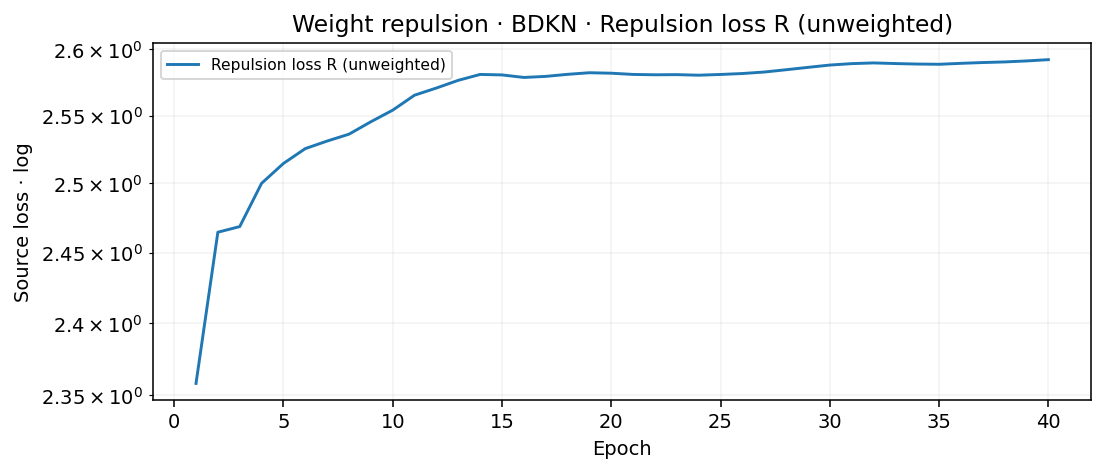 Weight repulsion · BDKN · Repulsion loss R (unweighted)
Repulsion loss R (unweighted)
Source loss · log
2.6 × 10⁰
2.55 × 10⁰
2.5 × 10⁰
2.45 × 10⁰
2.4 × 10⁰
2.35 × 10⁰
0 5 10 15 20 25 30 35 40
Epoch